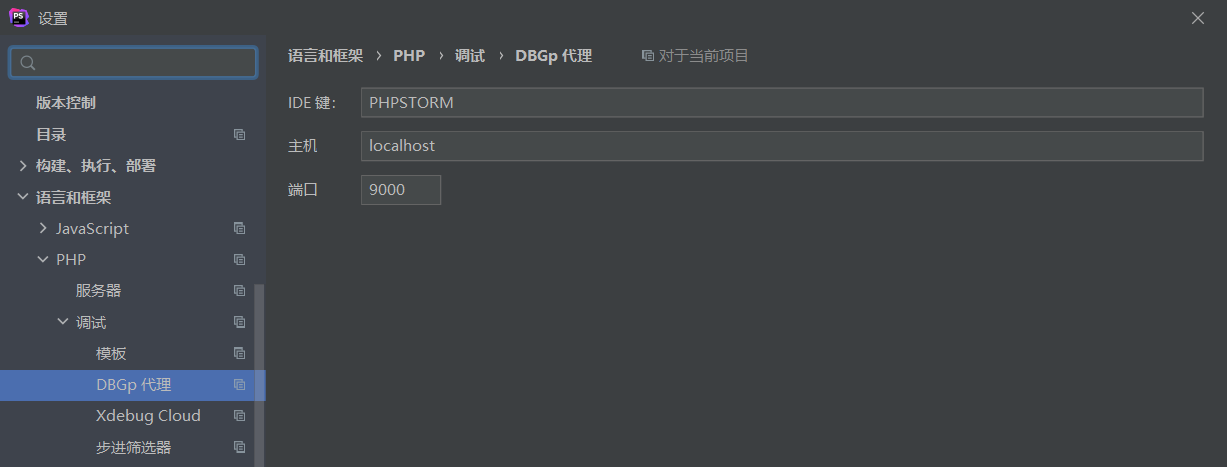 PS 设置
版本控制
目录
构建、执行、部署
语言和框架
JavaScript
PHP
服务器
调试
模板
DBGp 代理
Xdebug Cloud
步进筛选器
语言和框架 › PHP › 调试 › DBGp 代理 对于当前项目
IDE 键： PHPSTORM
主机 localhost
端口 9000